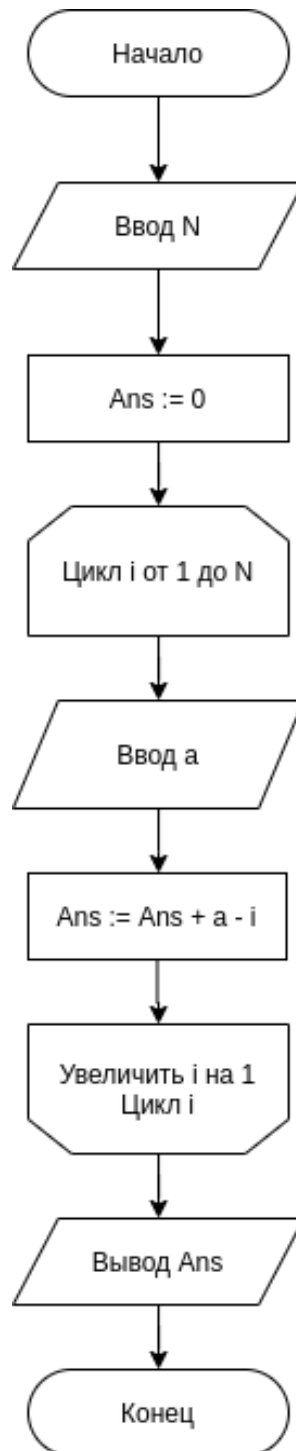 Начало
Ввод N
Ans := 0
Цикл i от 1 до N
Ввод a
Ans := Ans + a - i
Увеличить i на 1
Цикл i
Вывод Ans
Конец